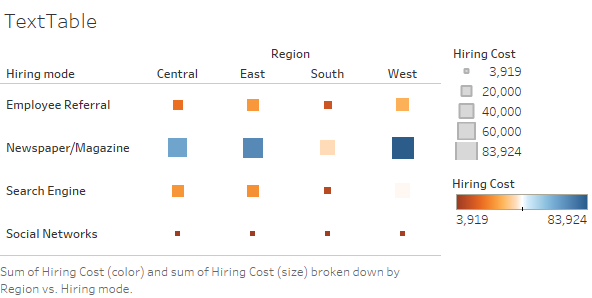 TextTable
Region
Hiring mode Central East South West
Employee Referral
Newspaper/Magazine
Search Engine
Social Networks
Sum of Hiring Cost (color) and sum of Hiring Cost (size) broken down by
Region vs. Hiring mode.
Hiring Cost
3,919
20,000
40,000
60,000
83,924
Hiring Cost
3,919 83,924